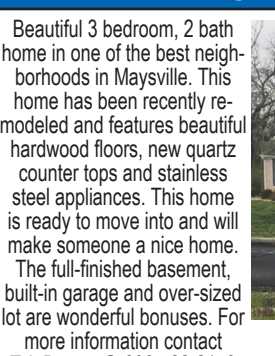 Beautiful 3 bedroom, 2 bath
home in one of the best neigh-
borhoods in Maysville. This
home has been recently re-
modeled and features beautiful
hardwood floors, new quartz
counter tops and stainless
steel appliances. This home
is ready to move into and will
make someone a nice home.
The full-finished basement,
built-in garage and over-sized
lot are wonderful bonuses. For
more information contact